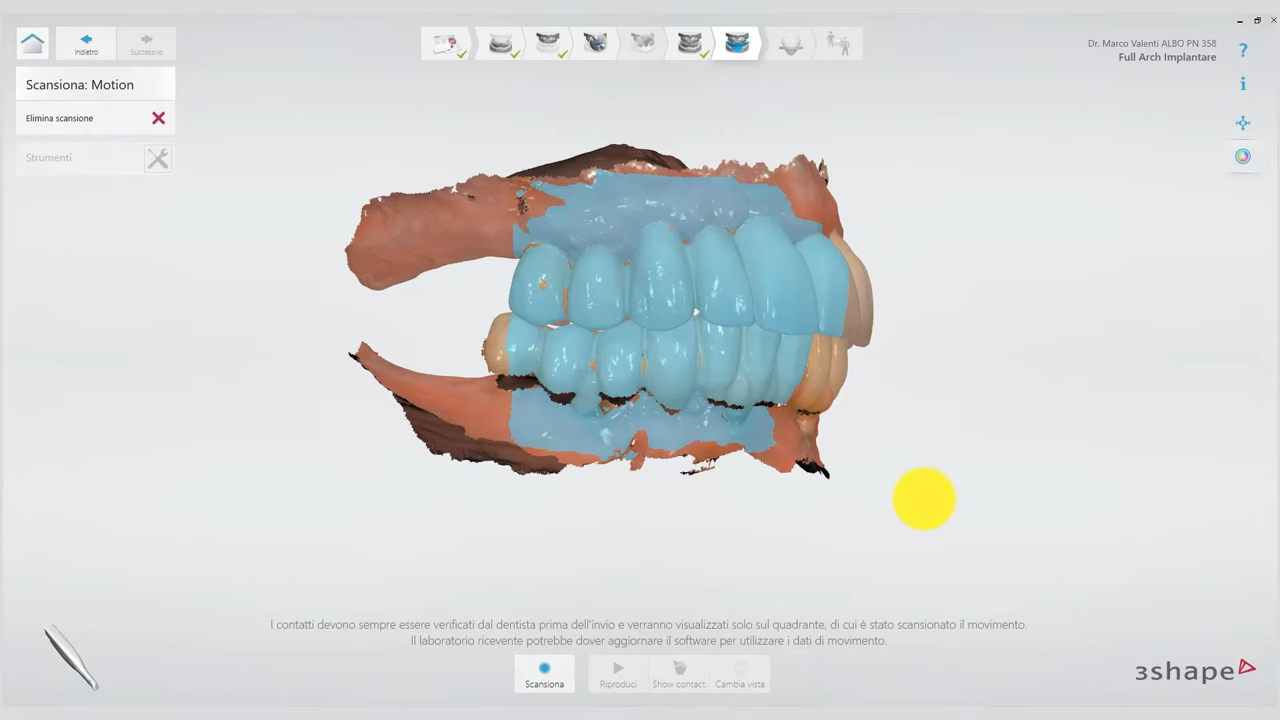 Indietro
Successivo
Dr. Marco Valenti ALBO PN 358
Full Arch Implantare
?
i
Scansiona: Motion
Elimina scansione
Strumenti
I contatti devono sempre essere verificati dal dentista prima dell'invio e verranno visualizzati solo sul quadrante, di cui è stato scansionato il movimento.
Il laboratorio ricevente potrebbe dover aggiornare il software per utilizzare i dati di movimento.
Scansiona
Riproduci
Show contact
Cambia vista
3shape